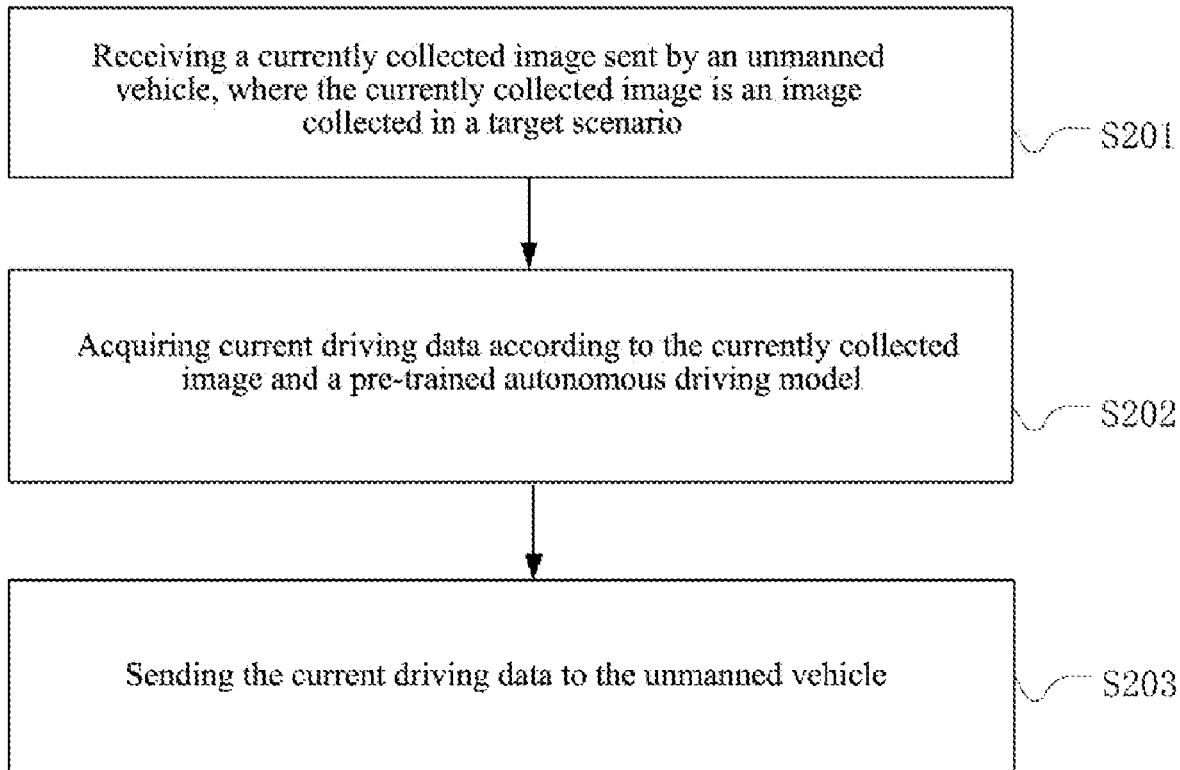 Receiving a currently collected image sent by an unmanned
vehicle, where the currently collected image is an image
collected in a target scenario
S201
Acquiring current driving data according to the currently collected
image and a pre-trained autonomous driving model
S202
Sending the current driving data to the unmanned vehicle
S203